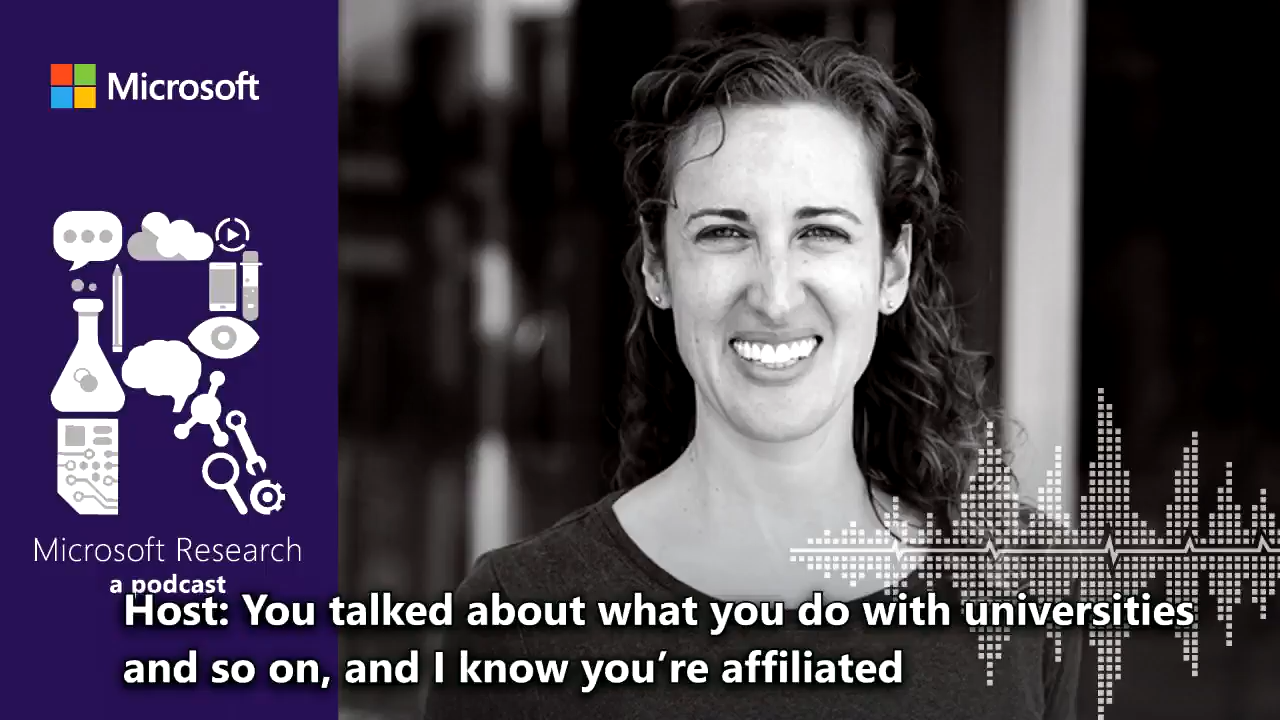 Microsoft
Microsoft Research
a podcast
Host: You talked about what you do with universities
and so on, and I know you’re affiliated